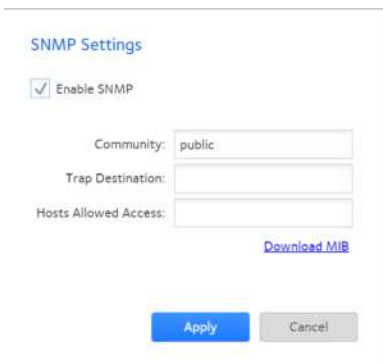 SNMP Settings
Enable SNMP
Community: public
Trap Destination:
Hosts Allowed Access:
Download MIB
Apply Cancel